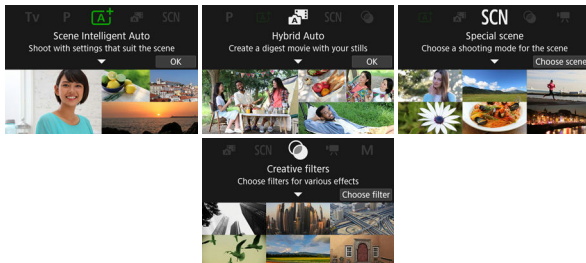 Tv P A+ SCN
Scene Intelligent Auto
Shoot with settings that suit the scene
OK
P A+ 
Hybrid Auto
Create a digest movie with your stills
OK
A+ SCN
Special scene
Choose a shooting mode for the scene
Choose scene
SCN M
Creative filters
Choose filters for various effects
Choose filter